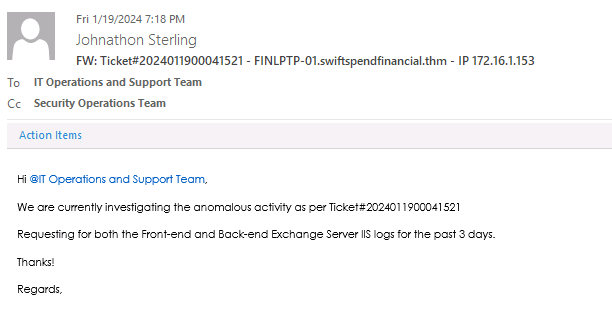 Fri 1/19/2024 7:18 PM
Johnathon Sterling
FW: Ticket#2024011900041521 - FINLPTP-01.swiftspendfinancial.thm - IP 172.16.1.153
To IT Operations and Support Team
Cc Security Operations Team
Action Items
Hi @IT Operations and Support Team,
We are currently investigating the anomalous activity as per Ticket#2024011900041521
Requesting for both the Front-end and Back-end Exchange Server IIS logs for the past 3 days.
Thanks!
Regards,